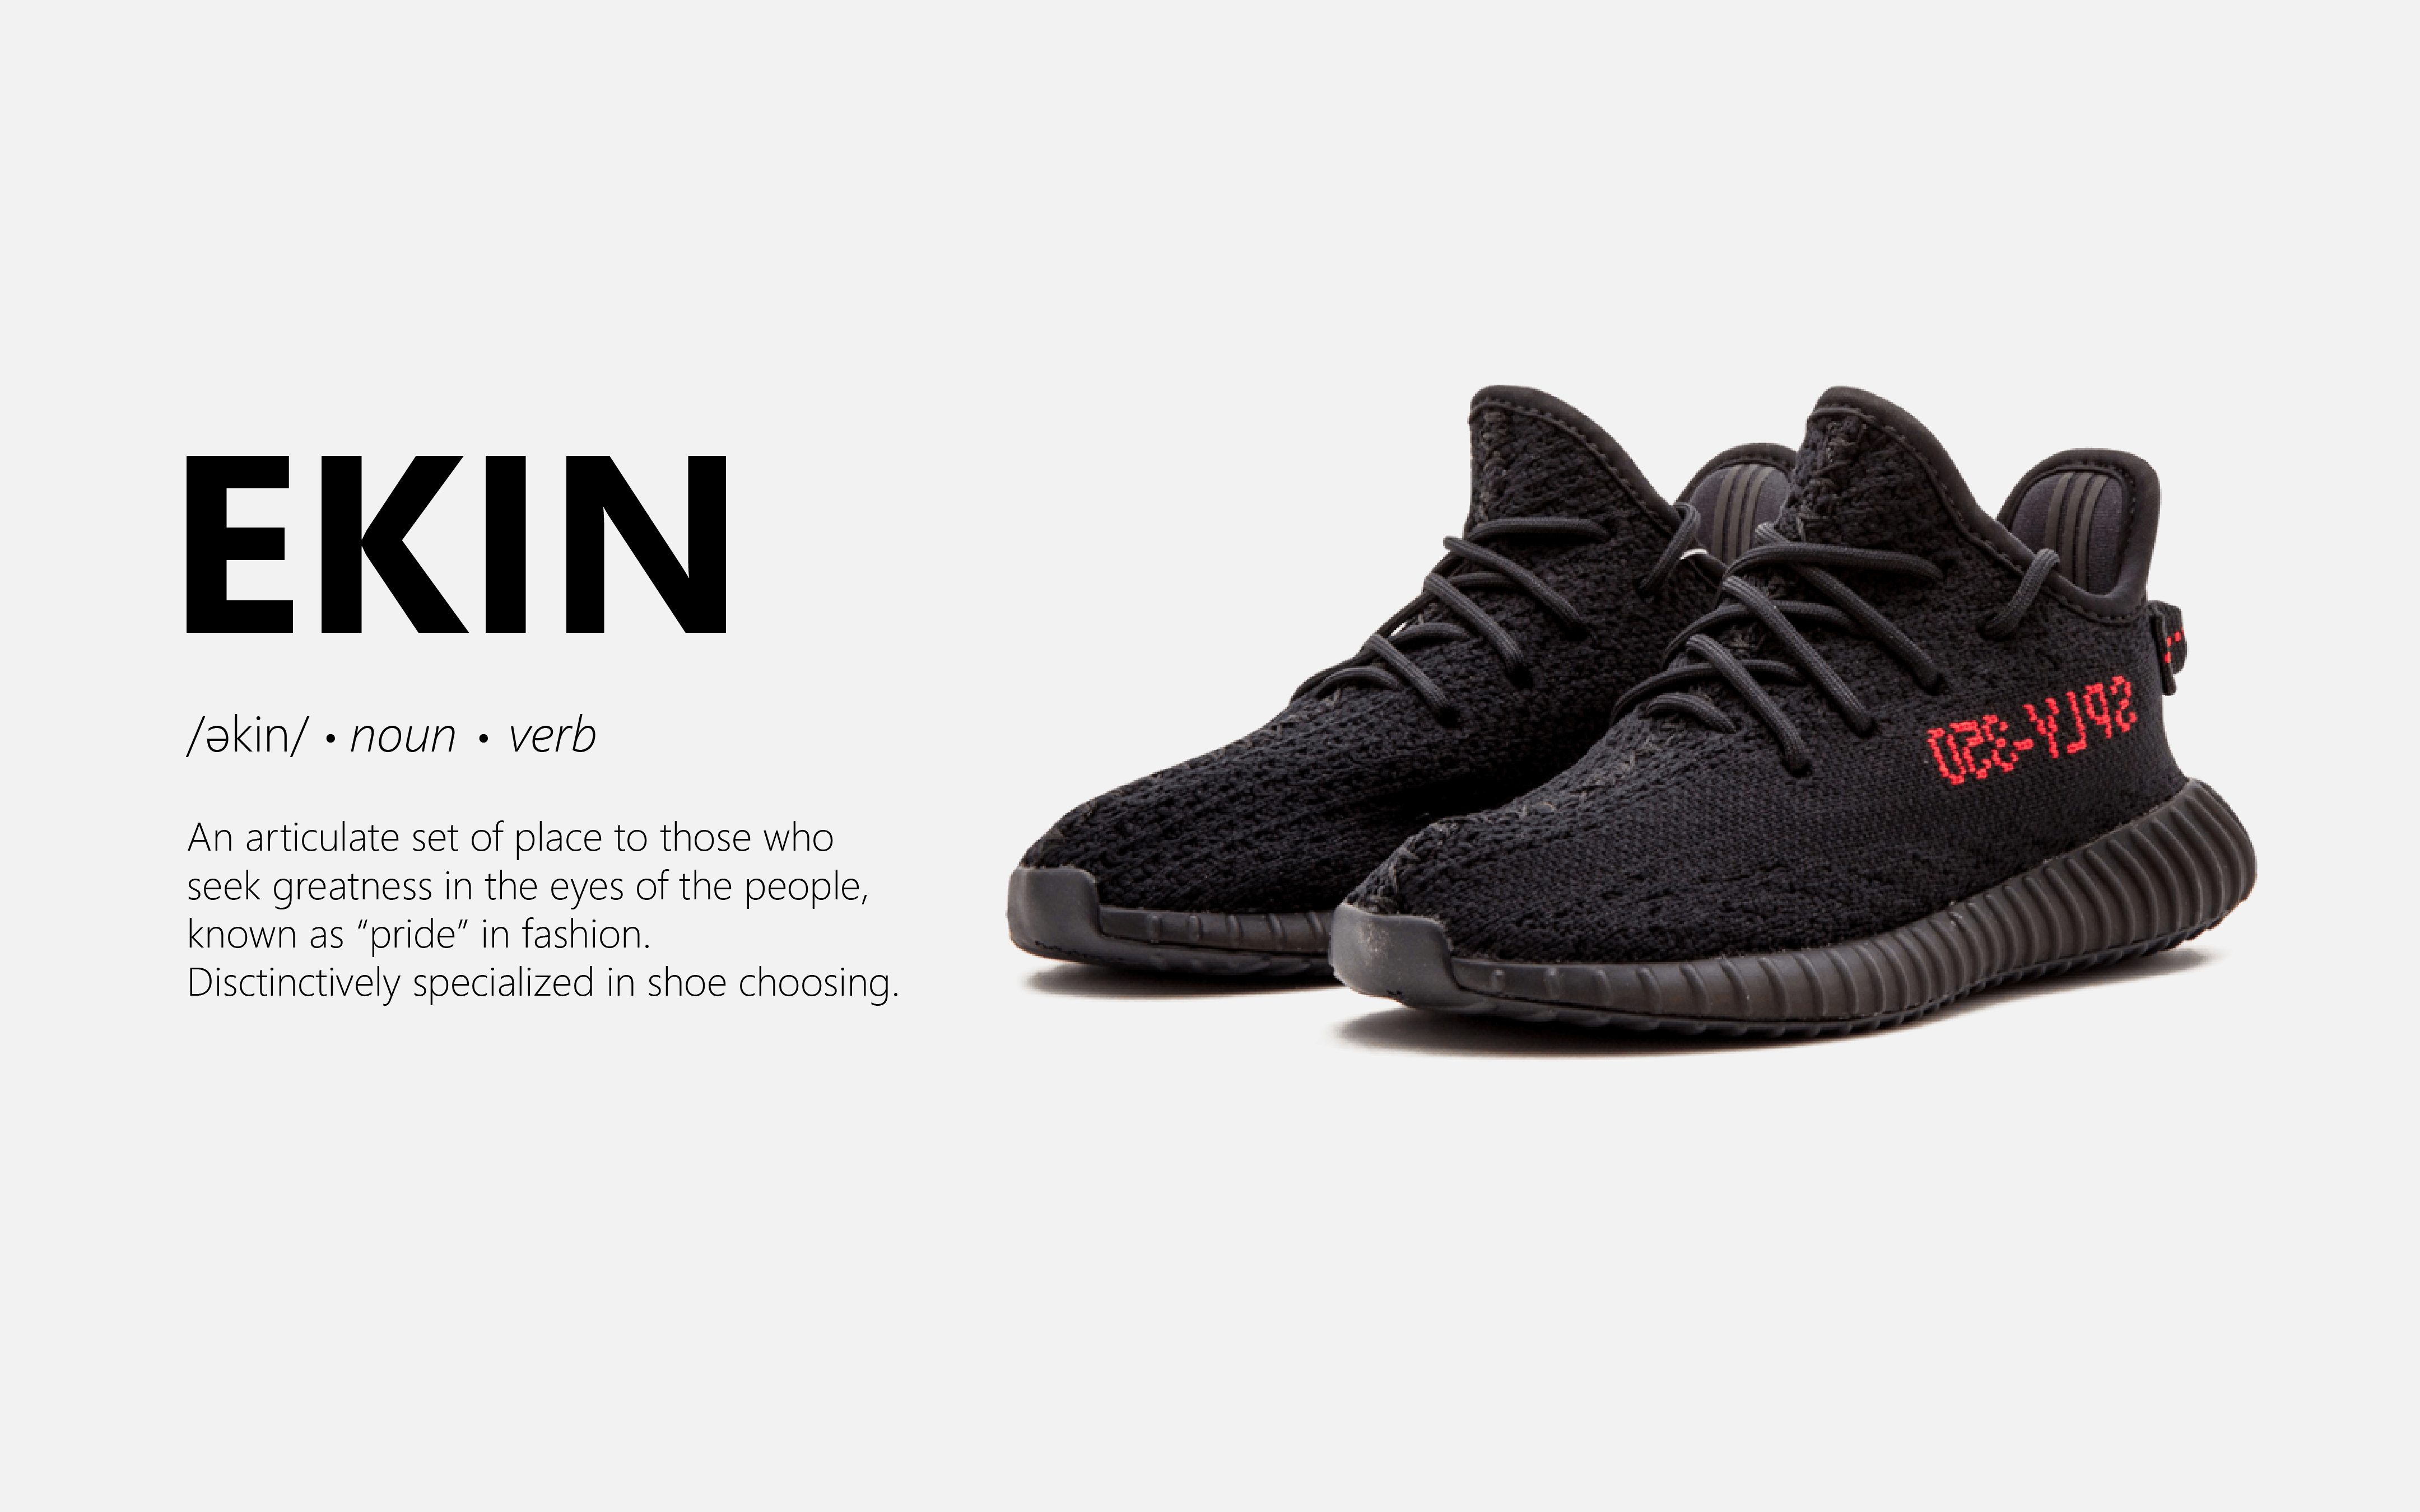 EKIN
/əkin/ • noun • verb
An articulate set of place to those who
seek greatness in the eyes of the people,
known as “pride” in fashion.
Disctinctively specialized in shoe choosing.
SPLY-350